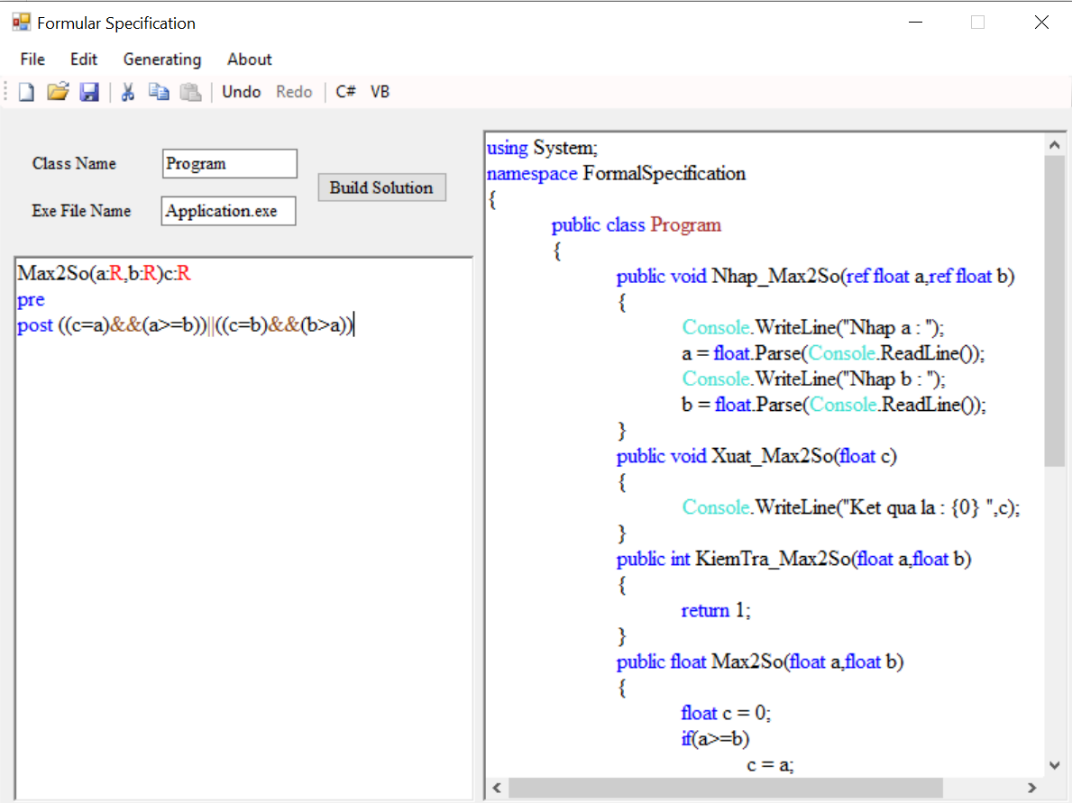 Formular Specification
File Edit Generating About
Undo Redo C# VB
Class Name Program
Build Solution
Exe File Name Application.exe
Max2So(a:R,b:R)c:R
pre
post ((c=a)&&(a>=b))||((c=b)&&(b>a))
using System;
namespace FormalSpecification
{
public class Program
{
public void Nhap_Max2So(ref float a,ref float b)
{
Console.WriteLine("Nhap a : ");
a = float.Parse(Console.ReadLine());
Console.WriteLine("Nhap b : ");
b = float.Parse(Console.ReadLine());
}
public void Xuat_Max2So(float c)
{
Console.WriteLine("Ket qua la : {0} ",c);
}
public int KiemTra_Max2So(float a,float b)
{
return 1;
}
public float Max2So(float a,float b)
{
float c = 0;
if(a>=b)
c = a;